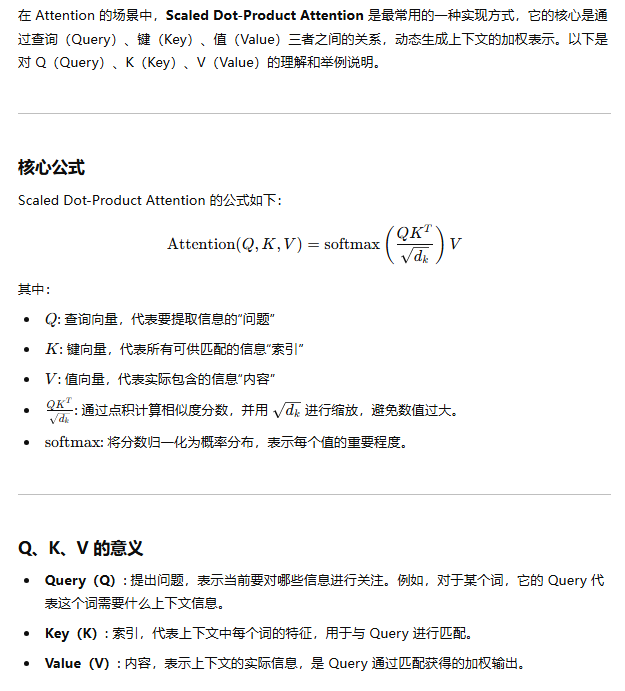 在 Attention 的场景中，Scaled Dot-Product Attention 是最常用的一种实现方式，它的核心是通
过查询（Query）、键（Key）、值（Value）三者之间的关系，动态生成上下文的加权表示。以下是
对 Q（Query）、K（Key）、V（Value）的理解和举例说明。
核心公式
Scaled Dot-Product Attention 的公式如下：
Attention(Q, K, V) = softmax(QK^T / √d_k) V
其中：
• Q: 查询向量，代表要提取信息的“问题”
• K: 键向量，代表所有可供匹配的信息“索引”
• V: 值向量，代表实际包含的信息“内容”
• QK^T / √d_k: 通过点积计算相似度分数，并用 √d_k 进行缩放，避免数值过大。
• softmax: 将分数归一化为概率分布，表示每个值的重要程度。
Q、K、V 的意义
• Query（Q）: 提出问题，表示当前要对哪些信息进行关注。例如，对于某个词，它的 Query 代
表这个词需要什么上下文信息。
• Key（K）: 索引，代表上下文中每个词的特征，用于与 Query 进行匹配。
• Value（V）: 内容，表示上下文的实际信息，是 Query 通过匹配获得的加权输出。